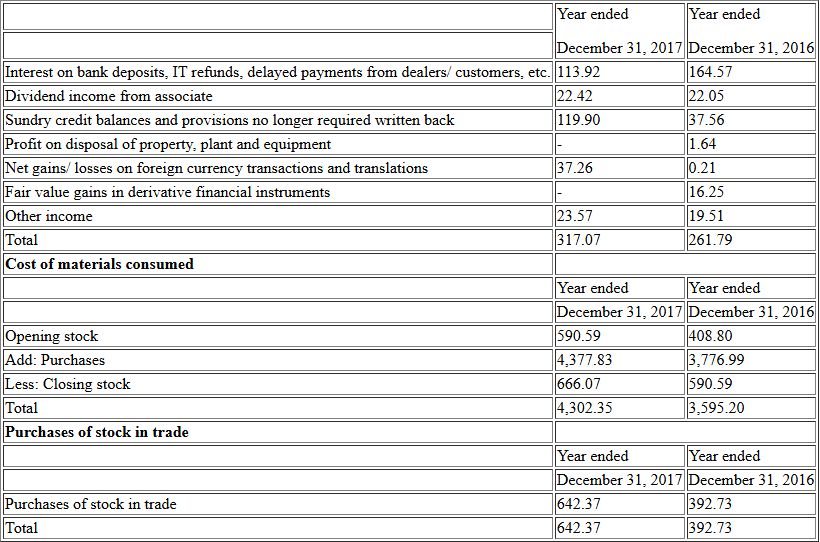 Year ended Year ended
December 31, 2017 December 31, 2016
Interest on bank deposits, IT refunds, delayed payments from dealers/ customers, etc. 113.92 164.57
Dividend income from associate 22.42 22.05
Sundry credit balances and provisions no longer required written back 119.90 37.56
Profit on disposal of property, plant and equipment - 1.64
Net gains/ losses on foreign currency transactions and translations 37.26 0.21
Fair value gains in derivative financial instruments - 16.25
Other income 23.57 19.51
Total 317.07 261.79
Cost of materials consumed
Year ended Year ended
December 31, 2017 December 31, 2016
Opening stock 590.59 408.80
Add: Purchases 4,377.83 3,776.99
Less: Closing stock 666.07 590.59
Total 4,302.35 3,595.20
Purchases of stock in trade
Year ended Year ended
December 31, 2017 December 31, 2016
Purchases of stock in trade 642.37 392.73
Total 642.37 392.73